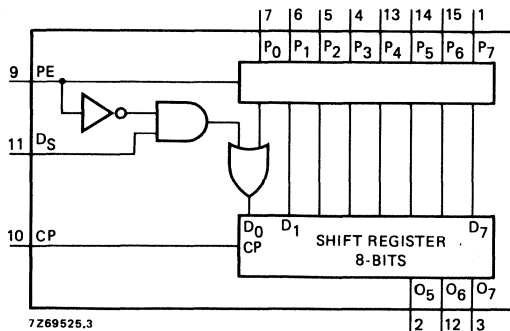 7 6 5 4 13 14 15 1
P0 P1 P2 P3 P4 P5 P6 P7
9 PE
11 DS
D0 D1 D7
10 CP CP
SHIFT REGISTER
8-BITS
O5 O6 O7
7Z69525.3 2 12 3